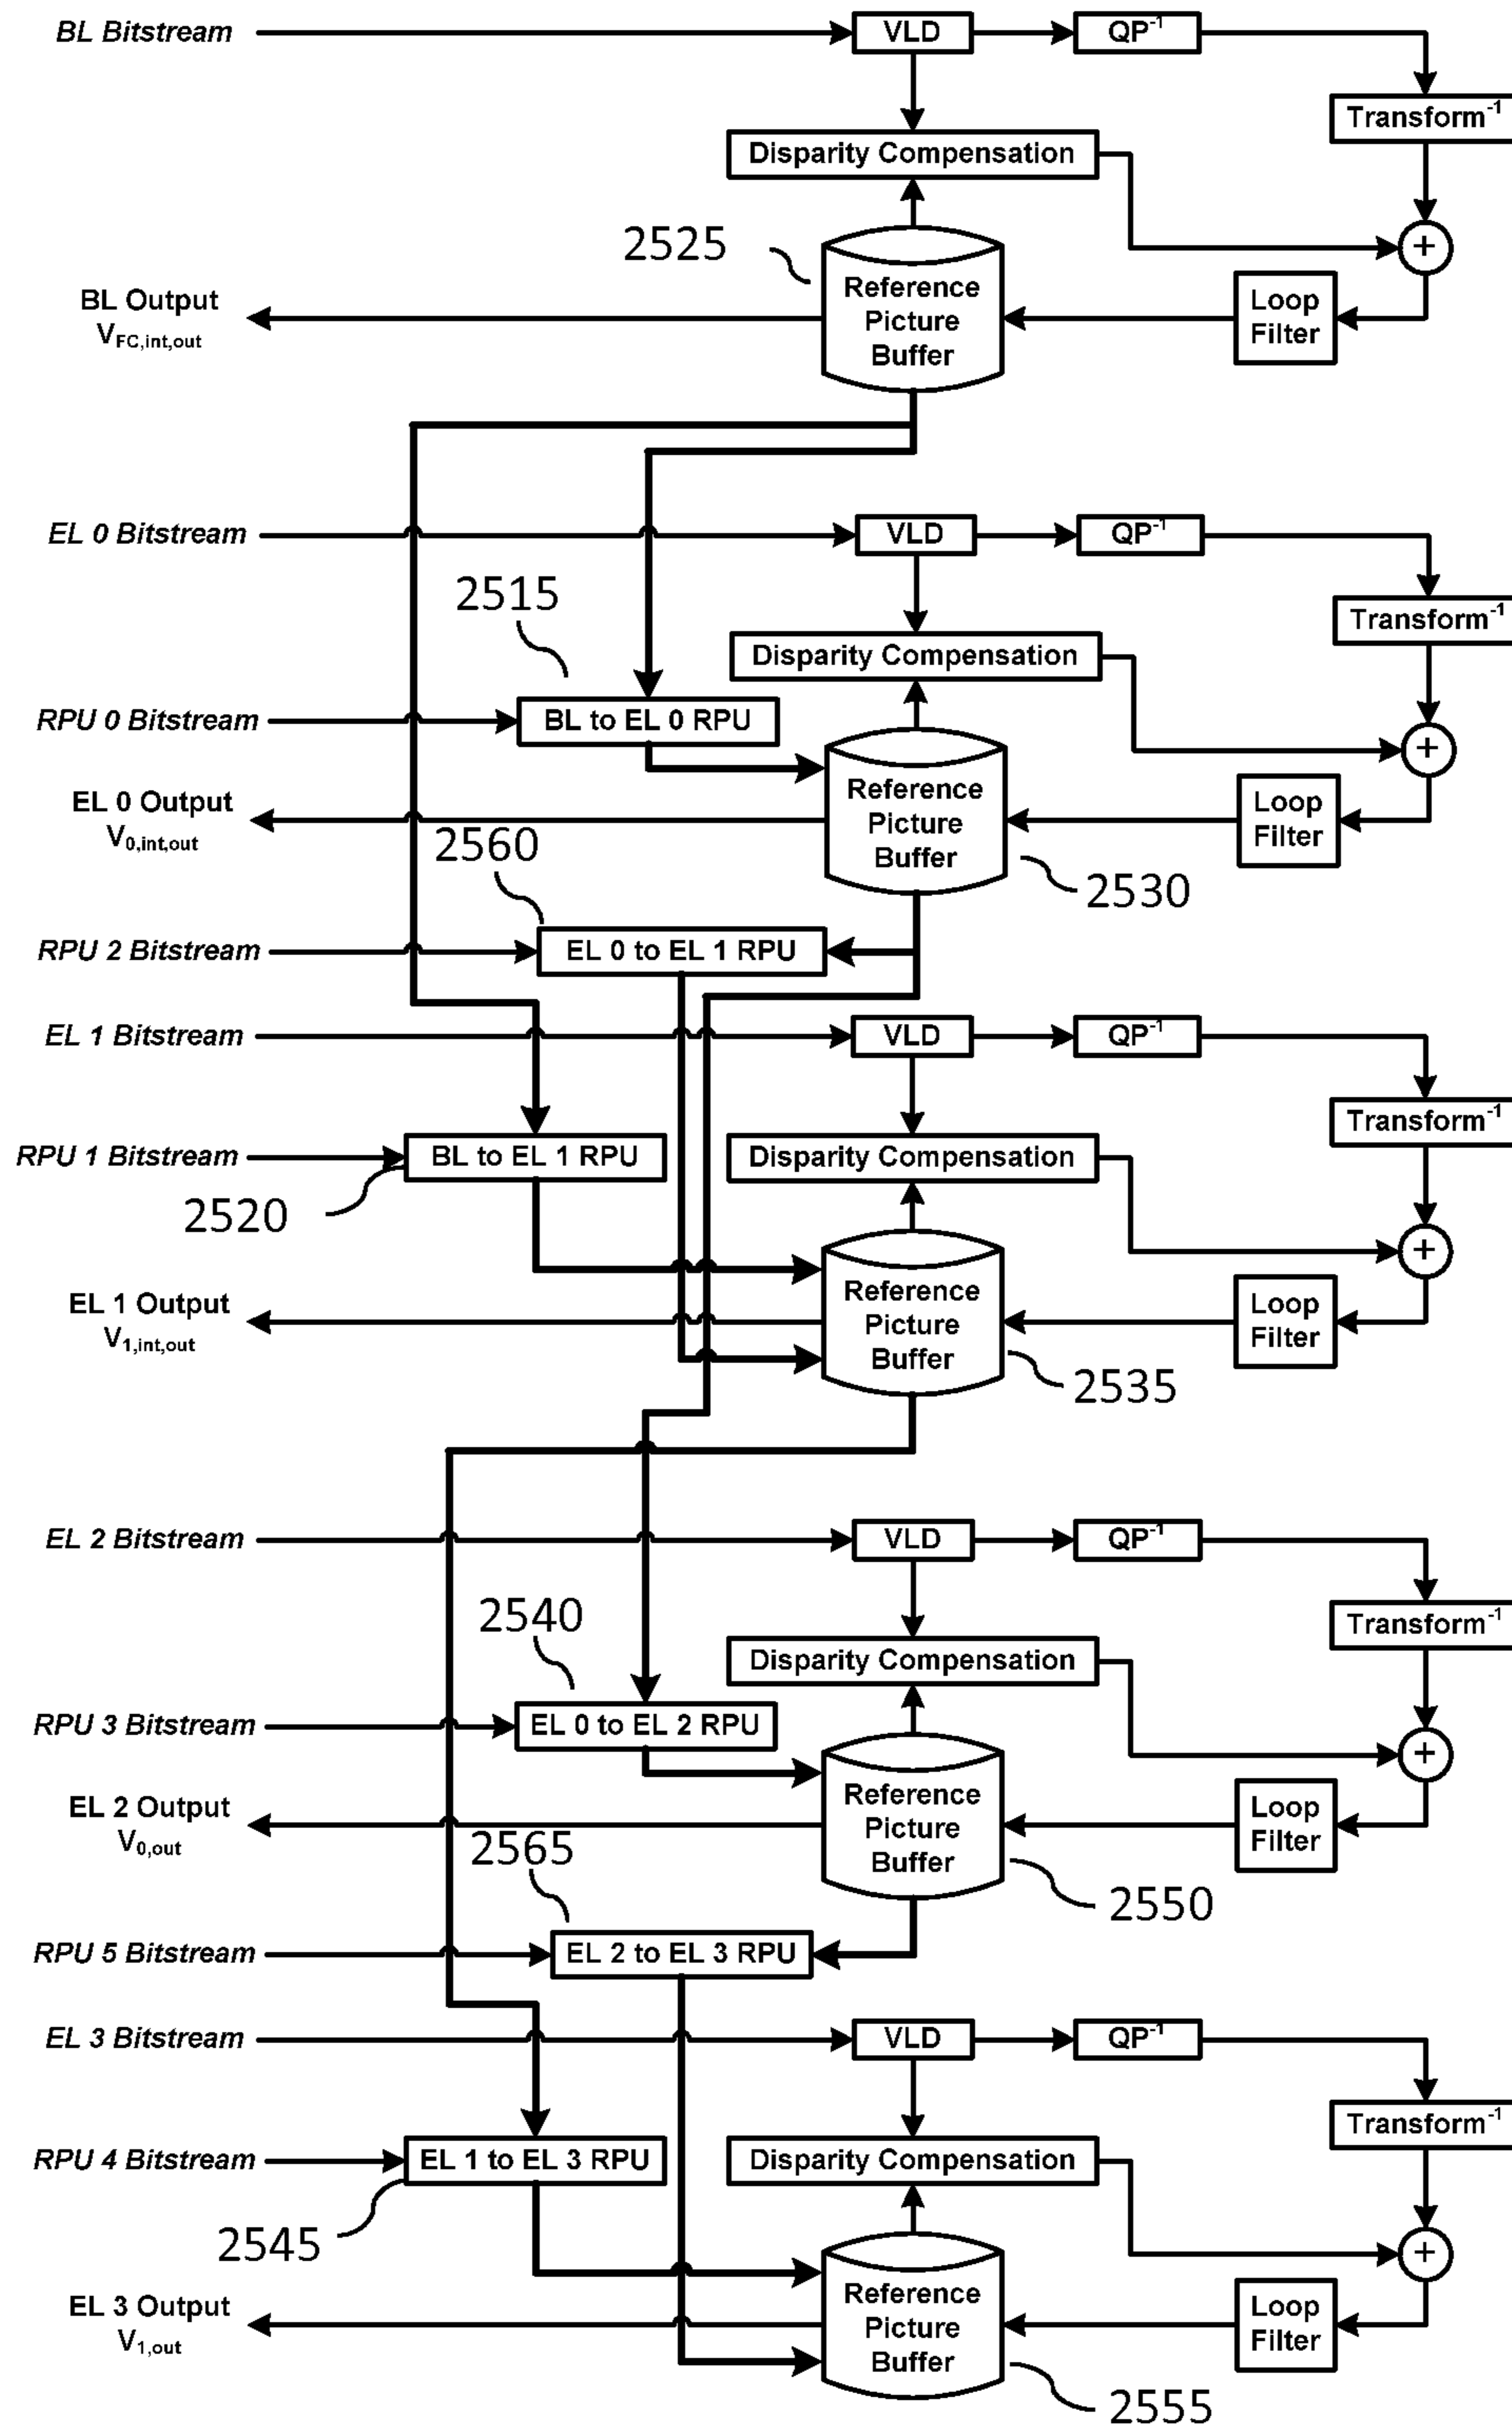 BL Bitstream
VLD
QP-1
Transform-1
Disparity Compensation
+
2525
Reference
Picture
Buffer
Loop
Filter
BL Output
VFC,int,out
EL 0 Bitstream
VLD
QP-1
Transform-1
2515
Disparity Compensation
RPU 0 Bitstream
BL to EL 0 RPU
+
Reference
Picture
Buffer
Loop
Filter
EL 0 Output
V0,int,out
2560
2530
RPU 2 Bitstream
EL 0 to EL 1 RPU
EL 1 Bitstream
VLD
QP-1
Transform-1
RPU 1 Bitstream
BL to EL 1 RPU
Disparity Compensation
2520
+
Reference
Picture
Buffer
Loop
Filter
EL 1 Output
V1,int,out
2535
EL 2 Bitstream
VLD
QP-1
Transform-1
2540
Disparity Compensation
RPU 3 Bitstream
EL 0 to EL 2 RPU
+
Reference
Picture
Buffer
Loop
Filter
EL 2 Output
V0,out
2565
2550
RPU 5 Bitstream
EL 2 to EL 3 RPU
EL 3 Bitstream
VLD
QP-1
Transform-1
RPU 4 Bitstream
EL 1 to EL 3 RPU
Disparity Compensation
2545
+
Reference
Picture
Buffer
Loop
Filter
EL 3 Output
V1,out
2555